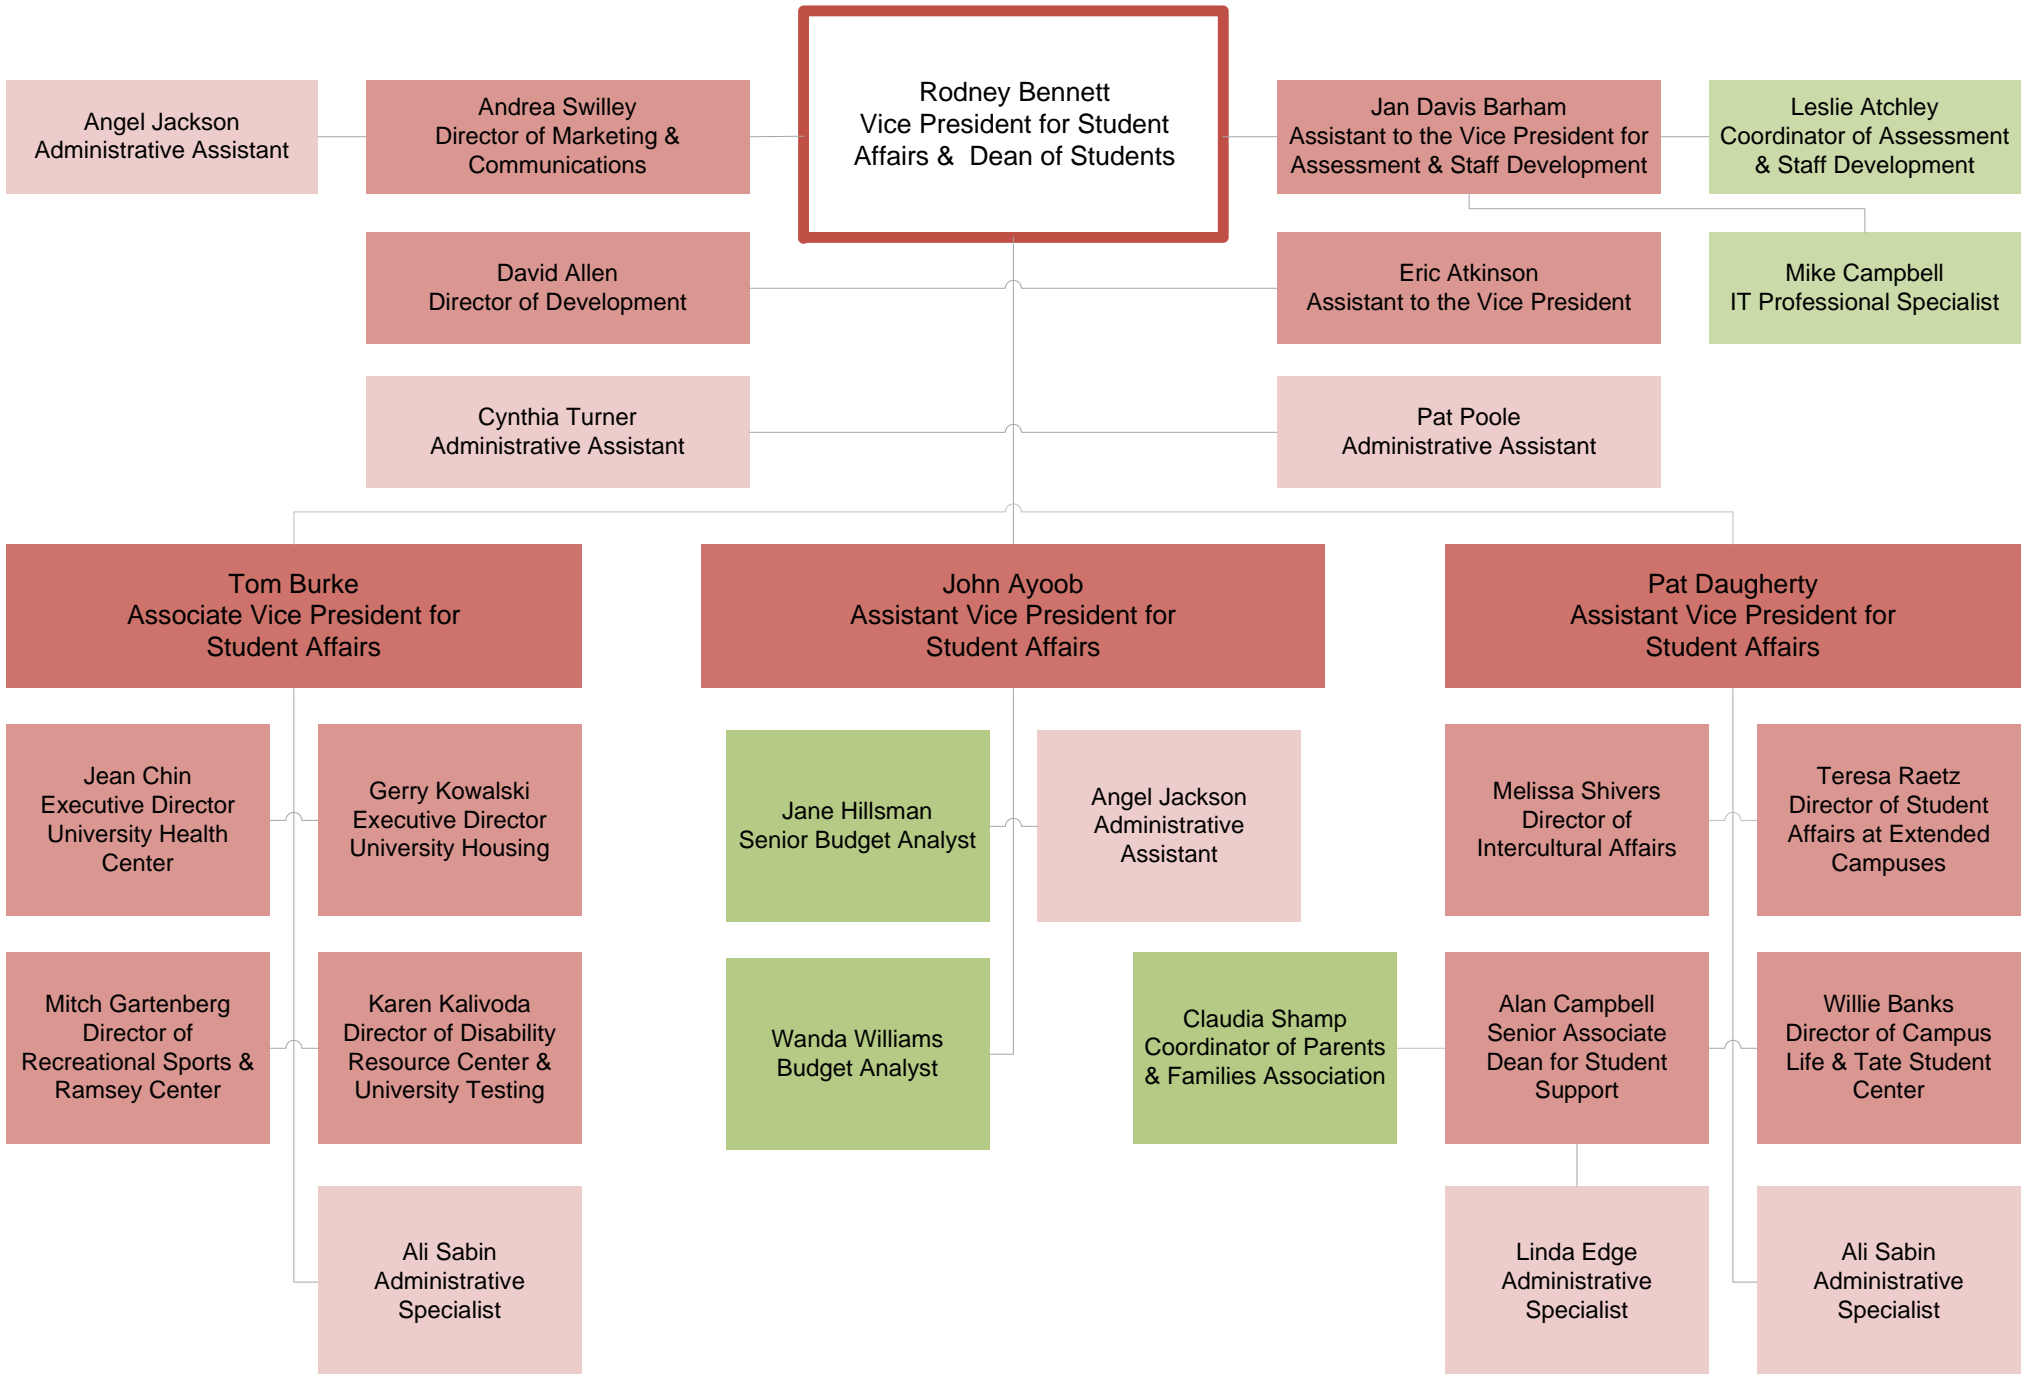 Rodney Bennett
Vice President for Student
Affairs & Dean of Students
Angel Jackson
Administrative Assistant
Andrea Swilley
Director of Marketing &
Communications
Jan Davis Barham
Assistant to the Vice President for
Assessment & Staff Development
Leslie Atchley
Coordinator of Assessment
& Staff Development
David Allen
Director of Development
Eric Atkinson
Assistant to the Vice President
Mike Campbell
IT Professional Specialist
Cynthia Turner
Administrative Assistant
Pat Poole
Administrative Assistant
Tom Burke
Associate Vice President for
Student Affairs
John Ayoob
Assistant Vice President for
Student Affairs
Pat Daugherty
Assistant Vice President for
Student Affairs
Jean Chin
Executive Director
University Health
Center
Gerry Kowalski
Executive Director
University Housing
Jane Hillsman
Senior Budget Analyst
Angel Jackson
Administrative
Assistant
Melissa Shivers
Director of
Intercultural Affairs
Teresa Raetz
Director of Student
Affairs at Extended
Campuses
Mitch Gartenberg
Director of
Recreational Sports &
Ramsey Center
Karen Kalivoda
Director of Disability
Resource Center &
University Testing
Wanda Williams
Budget Analyst
Claudia Shamp
Coordinator of Parents
& Families Association
Alan Campbell
Senior Associate
Dean for Student
Support
Willie Banks
Director of Campus
Life & Tate Student
Center
Ali Sabin
Administrative
Specialist
Linda Edge
Administrative
Specialist
Ali Sabin
Administrative
Specialist